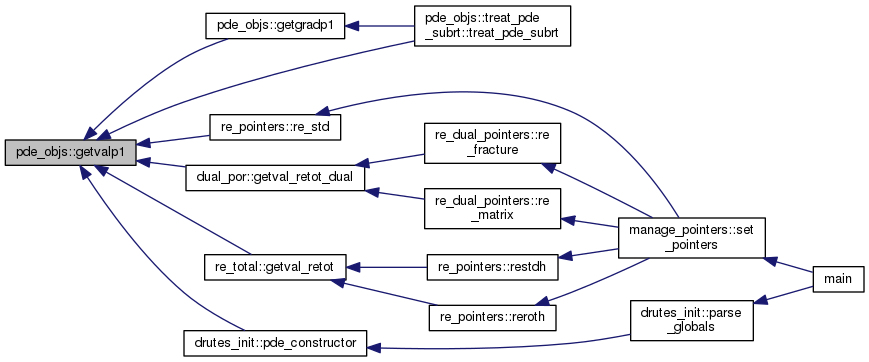 pde_objs::getgradp1
pde_objs::treat_pde
_subrt::treat_pde_subrt
re_pointers::re_std
pde_objs::getvalp1
re_dual_pointers::re
_fracture
dual_por::getval_retot_dual
re_dual_pointers::re
_matrix
manage_pointers::set
_pointers
re_total::getval_retot
re_pointers::restdh
main
re_pointers::reroth
drutes_init::parse
_globals
drutes_init::pde_constructor